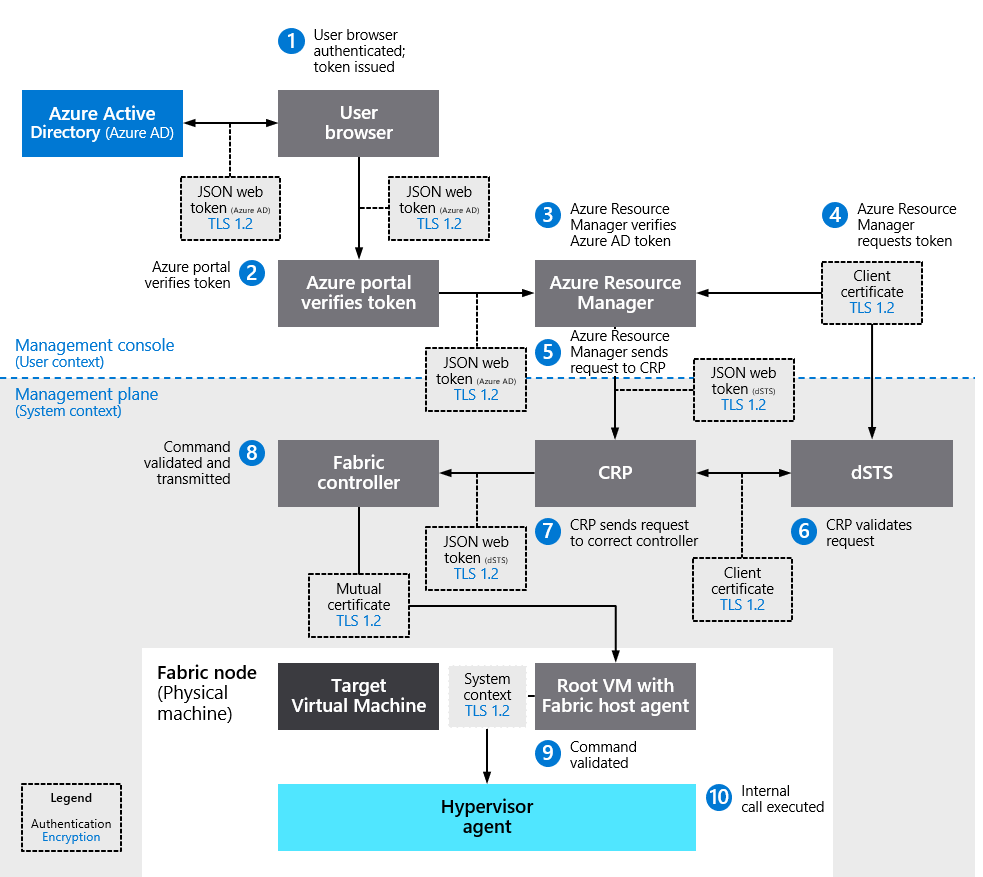 1
User browser
authenticated;
token issued
Azure Active
Directory (Azure AD)
User
browser
JSON web
token (Azure AD)
TLS 1.2
JSON web
token (Azure AD)
TLS 1.2
3
Azure Resource
Manager verifies
Azure AD token
4
Azure Resource
Manager
requests token
Azure portal
verifies token
2
Azure portal
verifies token
Azure Resource
Manager
Client
certificate
TLS 1.2
Management console
(User context)
5
Azure Resource
Manager sends
request to CRP
JSON web
token (Azure AD)
TLS 1.2
JSON web
token (dSTS)
TLS 1.2
Management plane
(System context)
Command
validated and
transmitted
8
Fabric
controller
CRP
dSTS
JSON web
token (dSTS)
TLS 1.2
7
CRP sends request
to correct controller
6
CRP validates
request
Client
certificate
TLS 1.2
Mutual
certificate
TLS 1.2
Fabric node
(Physical
machine)
Target
Virtual Machine
System
context
TLS 1.2
Root VM with
Fabric host agent
9
Command
validated
Hypervisor
agent
10
Internal
call executed
Legend
Authentication
Encryption